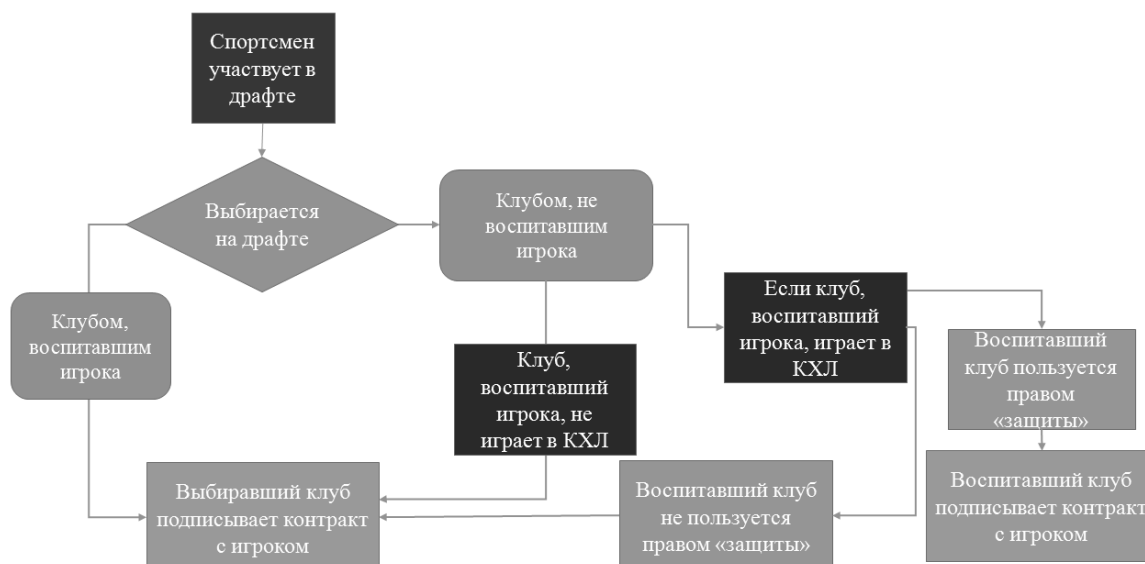 Спортсмен
участвует в
драфте
Выбирается
на драфте
Клубом, не
воспитавшим
игрока
Клубом,
воспитавшим
игрока
Если клуб,
воспитавший
игрока, играет в
КХЛ
Клуб,
воспитавший
игрока, не
играет в КХЛ
Воспитавший
клуб пользуется
правом
«защиты»
Выбиравший клуб
подписывает контракт
с игроком
Воспитавший клуб
не пользуется
правом «защиты»
Воспитавший клуб
подписывает контракт
с игроком